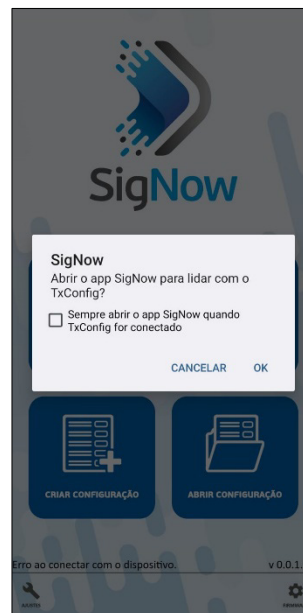 SigNow
SigNow
Abrir o app SigNow para lidar com o
TxConfig?
Sempre abrir o app SigNow quando
TxConfig for conectado
CANCELAR OK
CRIAR CONFIGURAÇÃO ABRIR CONFIGURAÇÃO
Erro ao conectar com o dispositivo. v 0.0.1.